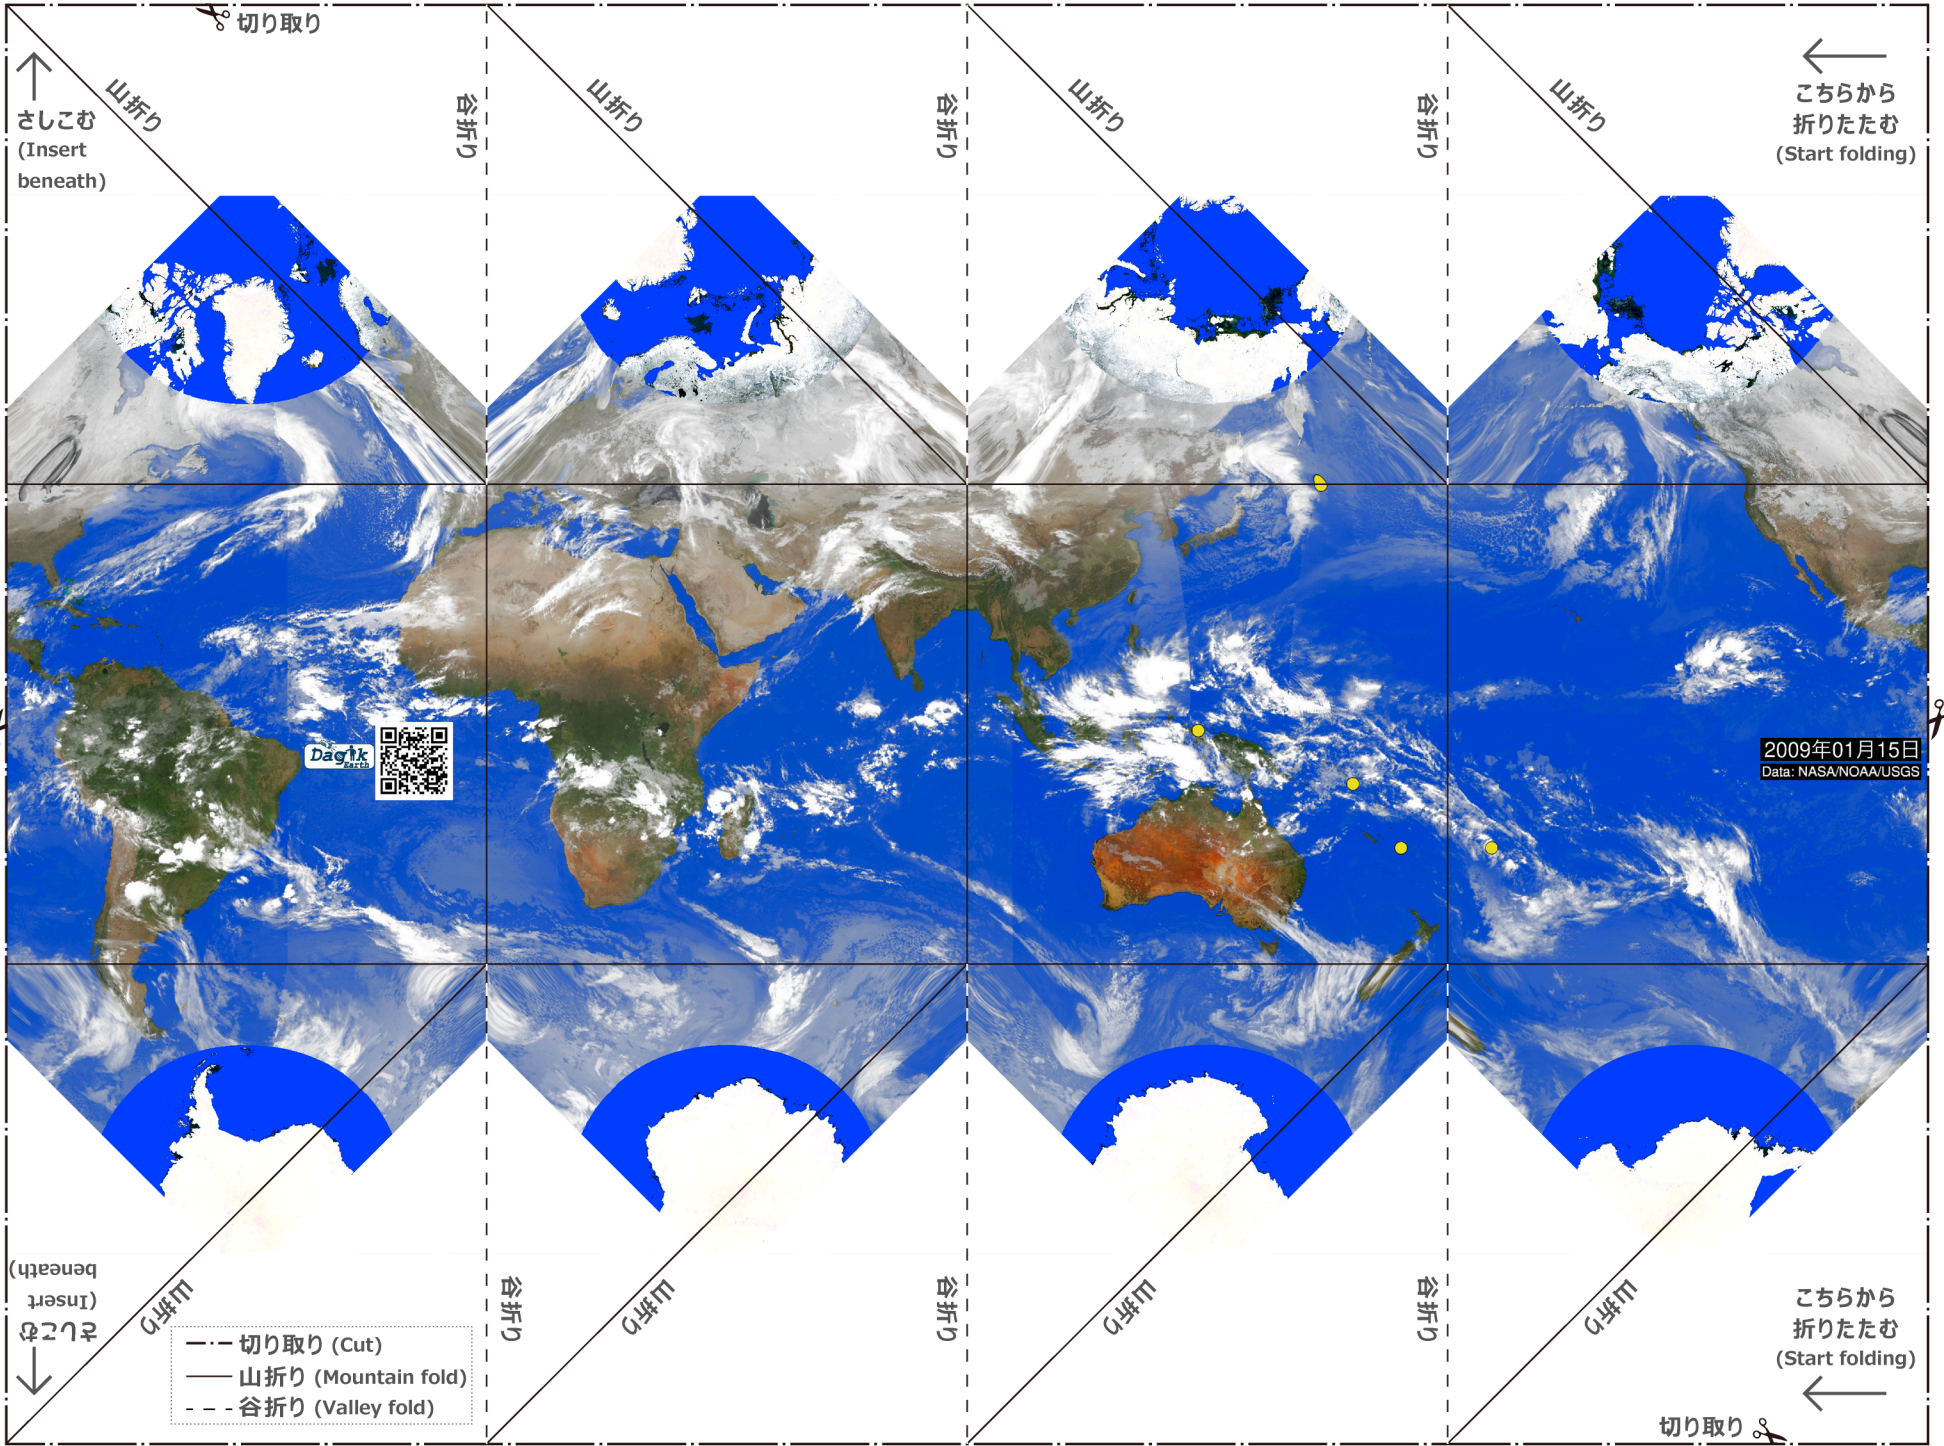 切り取り
山折り
谷折り
山折り
谷折り
山折り
谷折り
山折り
さしこむ
(Insert
beneath)
こちらから
折りたたむ
(Start folding)
Dagik
Earth
2009年01月15日
Data: NASA/NOAA/USGS
さしこむ
(Insert
beneath)
山折り
谷折り
山折り
谷折り
山折り
谷折り
山折り
切り取り (Cut)
山折り (Mountain fold)
谷折り (Valley fold)
こちらから
折りたたむ
(Start folding)
切り取り